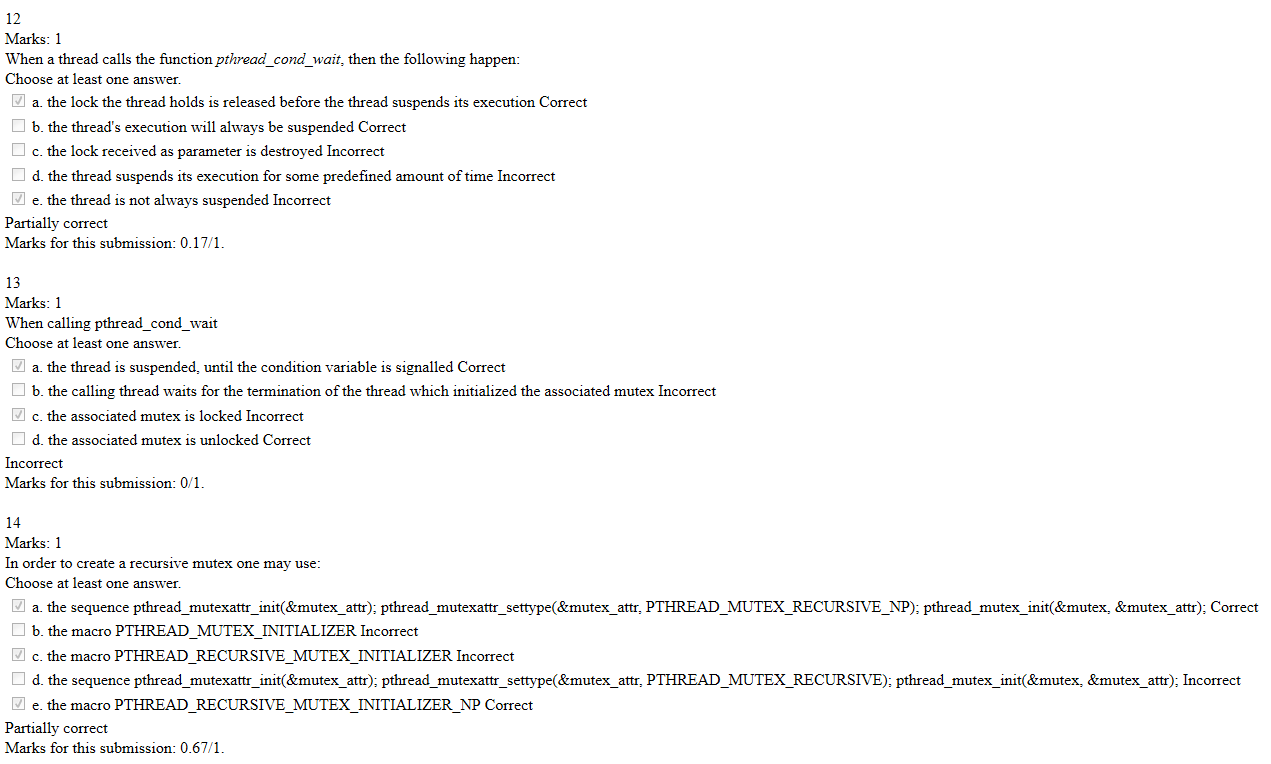 12
Marks: 1
When a thread calls the function pthread_cond_wait, then the following happen:
Choose at least one answer.
a. the lock the thread holds is released before the thread suspends its execution Correct
b. the thread's execution will always be suspended Correct
c. the lock received as parameter is destroyed Incorrect
d. the thread suspends its execution for some predefined amount of time Incorrect
e. the thread is not always suspended Incorrect
Partially correct
Marks for this submission: 0.17/1.
13
Marks: 1
When calling pthread_cond_wait
Choose at least one answer.
a. the thread is suspended, until the condition variable is signalled Correct
b. the calling thread waits for the termination of the thread which initialized the associated mutex Incorrect
c. the associated mutex is locked Incorrect
d. the associated mutex is unlocked Correct
Incorrect
Marks for this submission: 0/1.
14
Marks: 1
In order to create a recursive mutex one may use:
Choose at least one answer.
a. the sequence pthread_mutexattr_init(&mutex_attr); pthread_mutexattr_settype(&mutex_attr, PTHREAD_MUTEX_RECURSIVE_NP); pthread_mutex_init(&mutex, &mutex_attr); Correct
b. the macro PTHREAD_MUTEX_INITIALIZER Incorrect
c. the macro PTHREAD_RECURSIVE_MUTEX_INITIALIZER Incorrect
d. the sequence pthread_mutexattr_init(&mutex_attr); pthread_mutexattr_settype(&mutex_attr, PTHREAD_MUTEX_RECURSIVE); pthread_mutex_init(&mutex, &mutex_attr); Incorrect
e. the macro PTHREAD_RECURSIVE_MUTEX_INITIALIZER_NP Correct
Partially correct
Marks for this submission: 0.67/1.